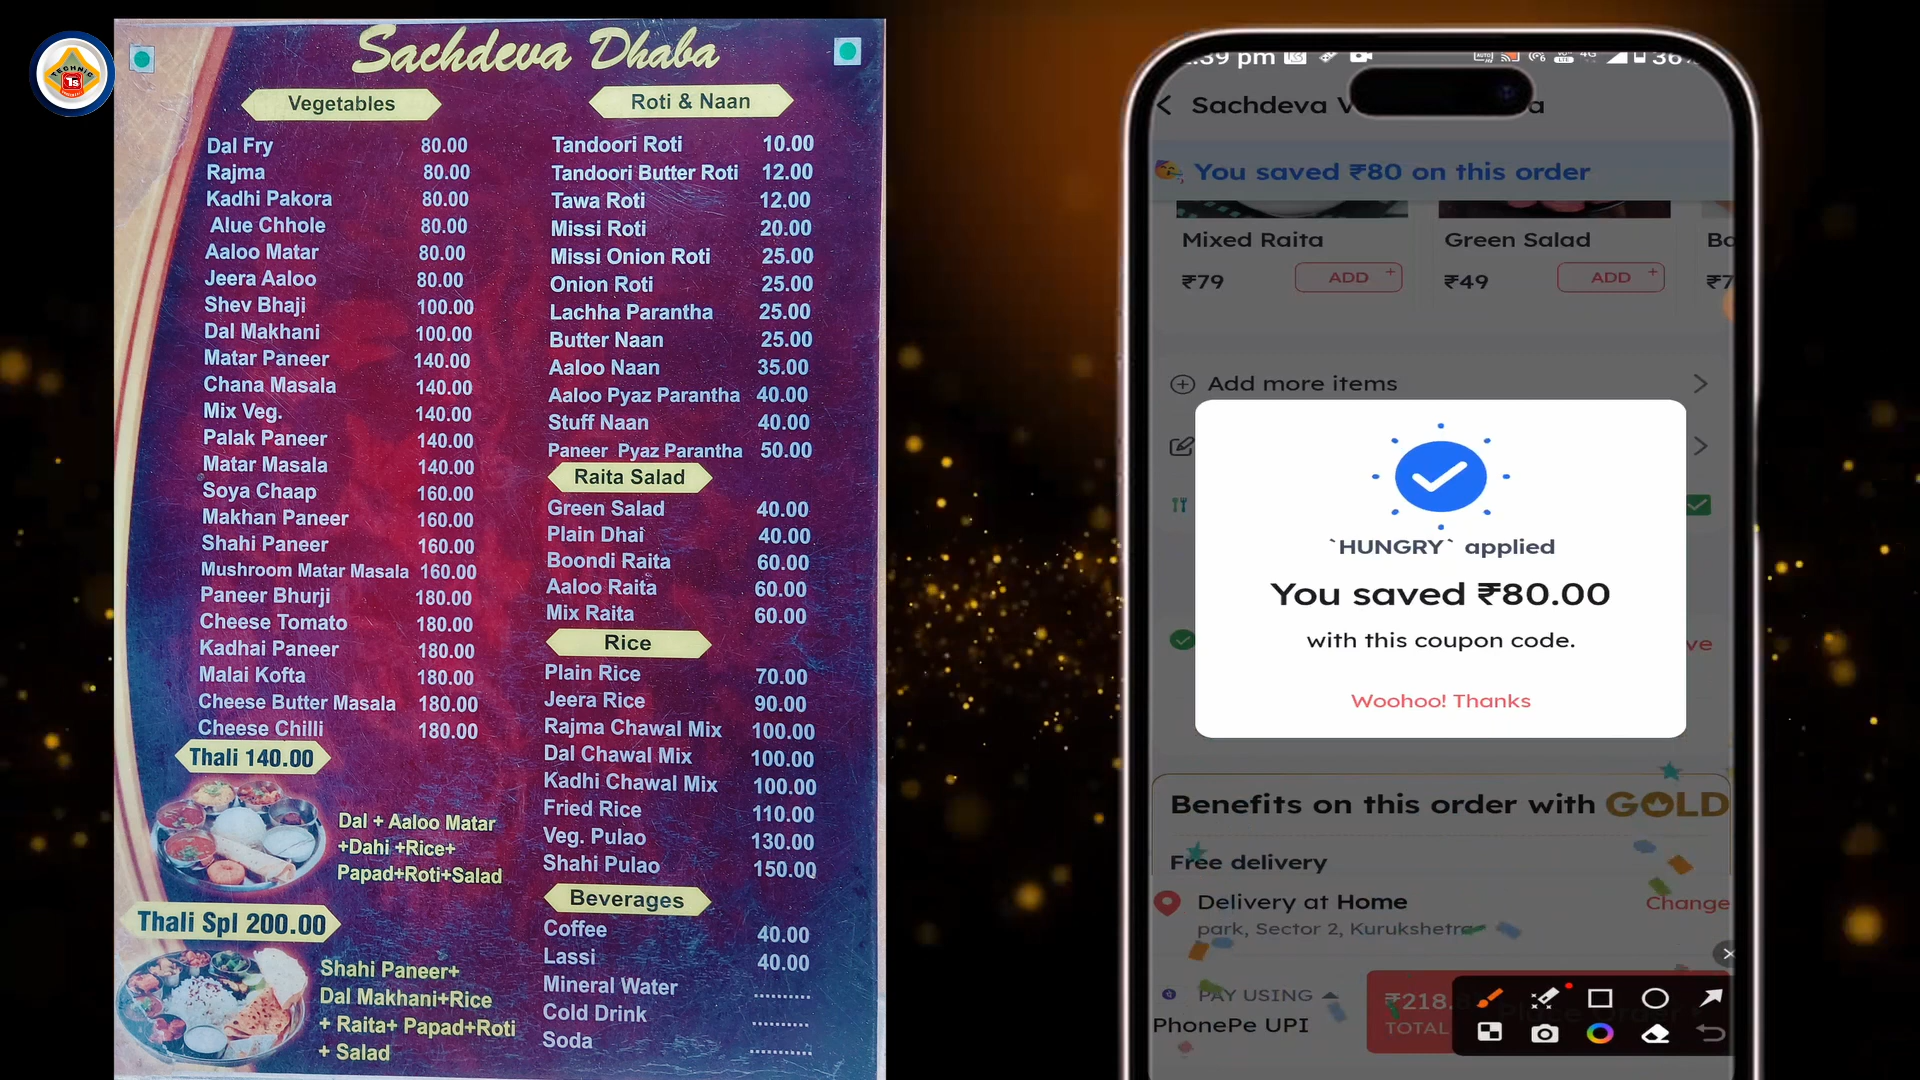 TECHNIC
TS
Sachdeva Dhaba
Vegetables
Dal Fry 80.00
Rajma 80.00
Kadhi Pakora 80.00
Alue Chhole 80.00
Aaloo Matar 80.00
Jeera Aaloo 80.00
Shev Bhaji 100.00
Dal Makhani 100.00
Matar Paneer 140.00
Chana Masala 140.00
Mix Veg. 140.00
Palak Paneer 140.00
Matar Masala 140.00
Soya Chaap 160.00
Makhan Paneer 160.00
Shahi Paneer 160.00
Mushroom Matar Masala 160.00
Paneer Bhurji 180.00
Cheese Tomato 180.00
Kadhai Paneer 180.00
Malai Kofta 180.00
Cheese Butter Masala 180.00
Cheese Chilli 180.00
Thali 140.00
Dal + Aaloo Matar
+Dahi +Rice+
Papad+Roti+Salad
Thali Spl 200.00
Shahi Paneer+
Dal Makhani+Rice
+ Raita+ Papad+Roti
+ Salad
Roti & Naan
Tandoori Roti 10.00
Tandoori Butter Roti 12.00
Tawa Roti 12.00
Missi Roti 20.00
Missi Onion Roti 25.00
Onion Roti 25.00
Lachha Parantha 25.00
Butter Naan 25.00
Aaloo Naan 35.00
Aaloo Pyaz Parantha 40.00
Stuff Naan 40.00
Paneer Pyaz Parantha 50.00
Raita Salad
Green Salad 40.00
Plain Dhai 40.00
Boondi Raita 60.00
Aaloo Raita 60.00
Mix Raita 60.00
Rice
Plain Rice 70.00
Jeera Rice 90.00
Rajma Chawal Mix 100.00
Dal Chawal Mix 100.00
Kadhi Chawal Mix 100.00
Fried Rice 110.00
Veg. Pulao 130.00
Shahi Pulao 150.00
Beverages
Coffee 40.00
Lassi 40.00
Mineral Water ..........
Cold Drink ..........
Soda ...........
:39 pm 4G 36
Sachdeva V a
You saved ₹80 on this order
Mixed Raita Green Salad Ba
₹79 ADD + ₹49 ADD + ₹7
Add more items
`HUNGRY` applied
You saved ₹80.00
with this coupon code.
Woohoo! Thanks
ve
Benefits on this order with GOLD
Free delivery
Delivery at Home
Change
park, Sector 2, Kurukshetra
PAY USING
PhonePe UPI
₹218.
TOTAL
Place Order